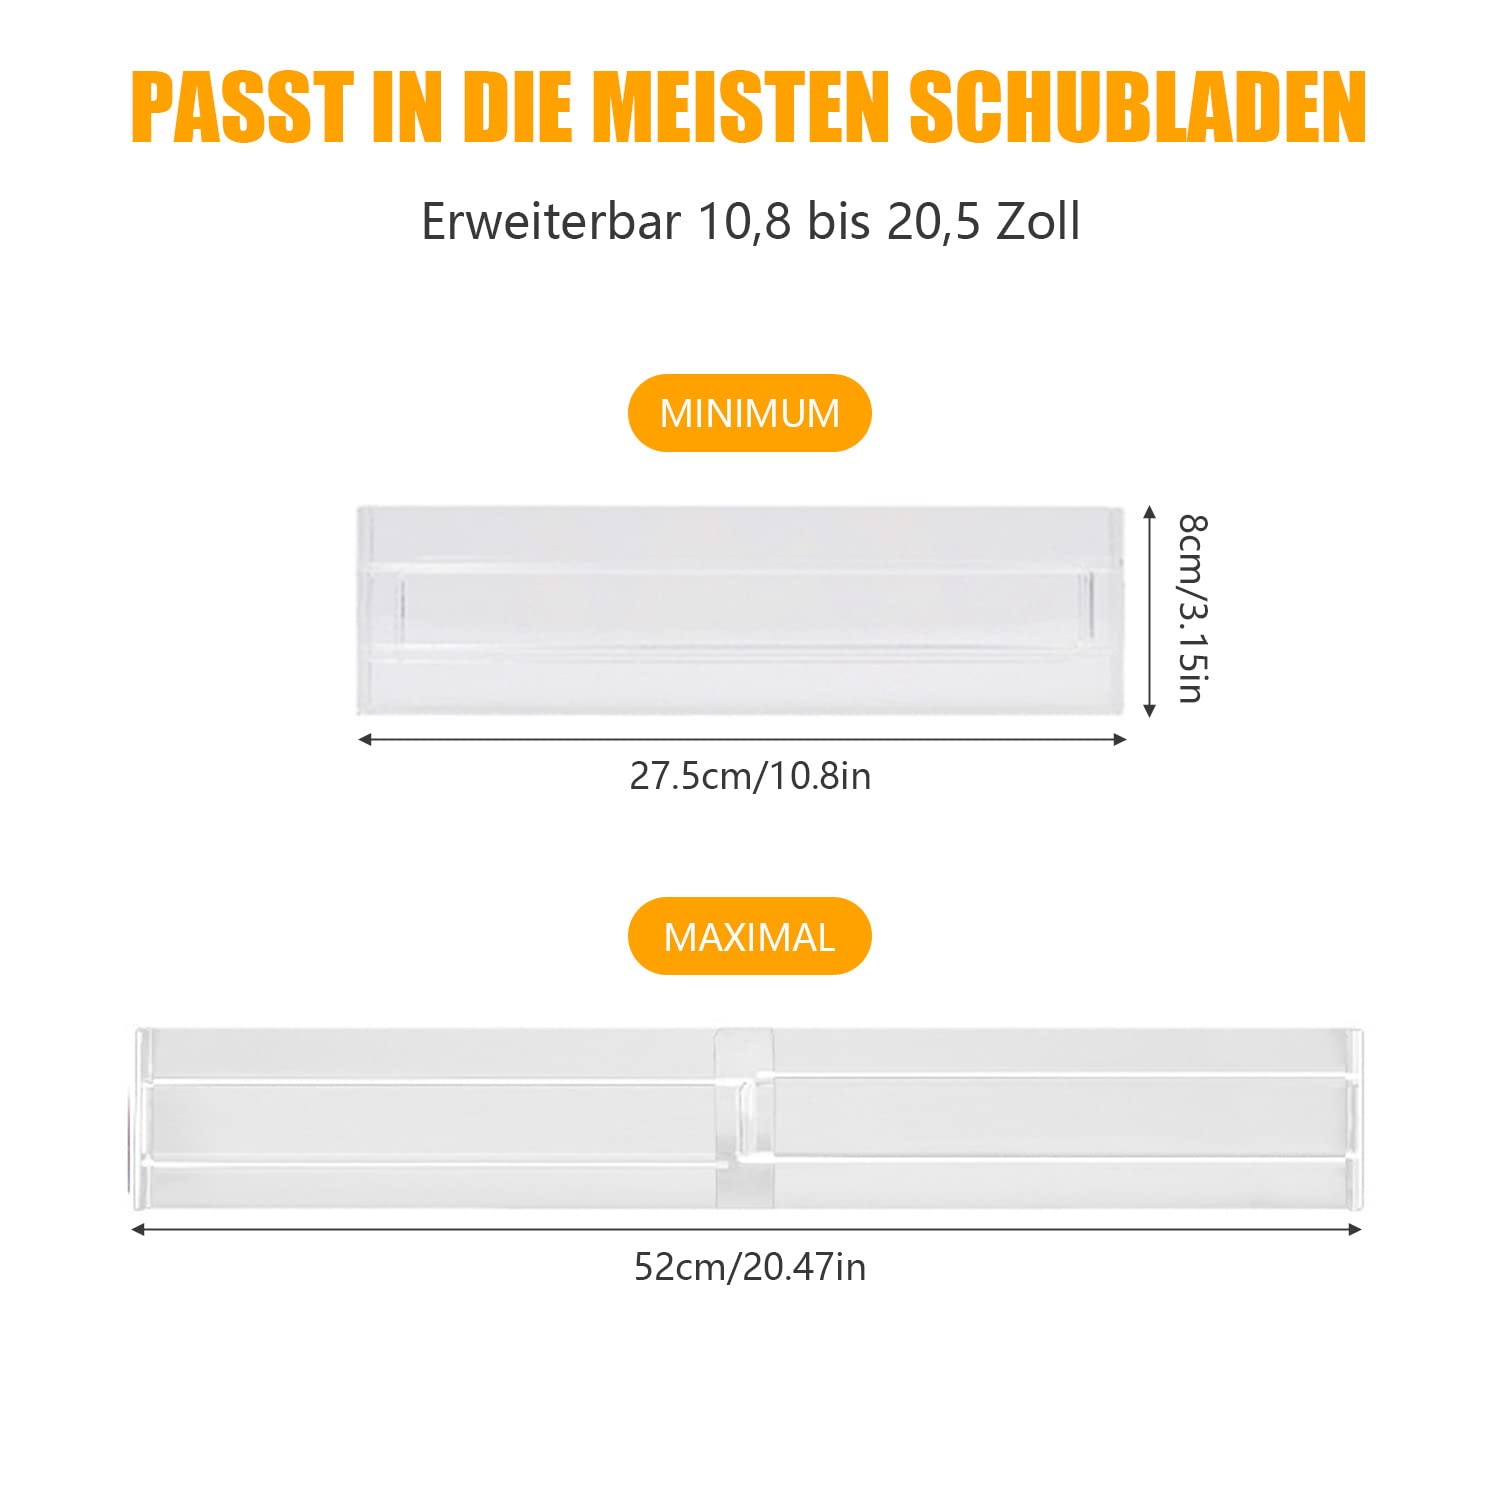 PASST IN DIE MEISTEN SCHUBLADEN
Erweiterbar 10,8 bis 20,5 Zoll
MINIMUM
8cm/3.15in
27.5cm/10.8in
MAXIMAL
52cm/20.47in